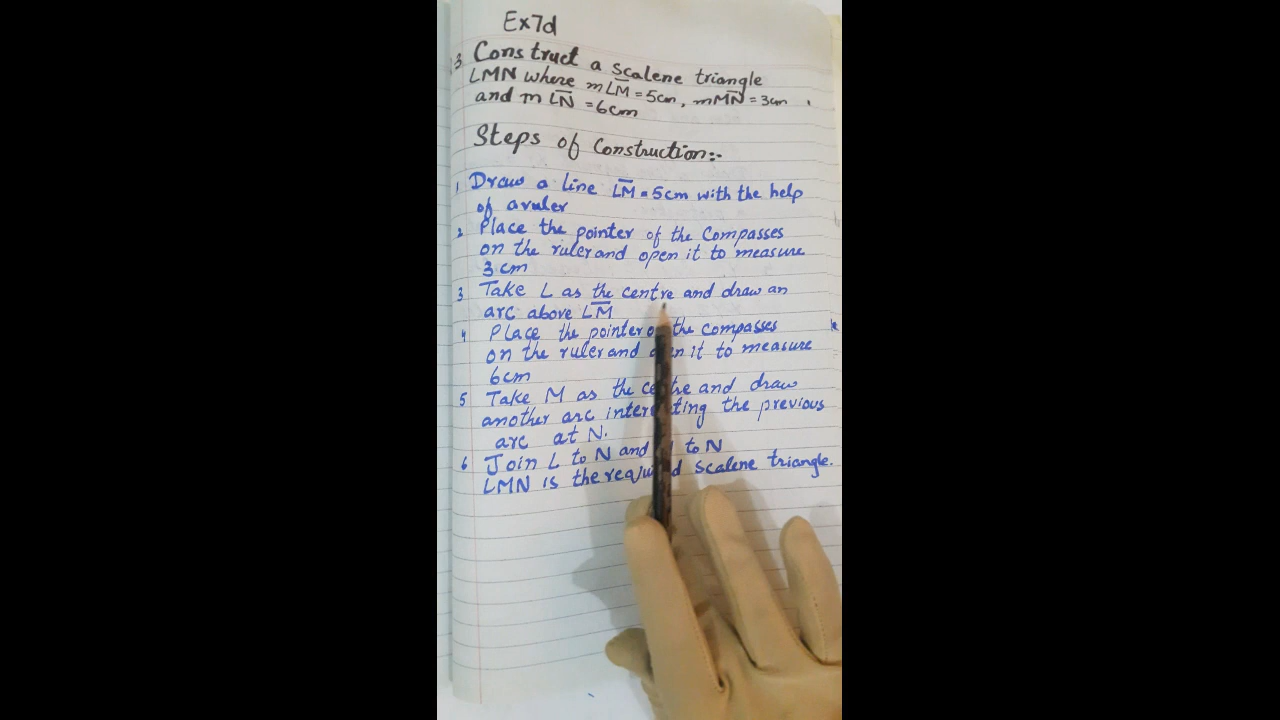 Ex7d
3 Construct a scalene triangle
LMN where mLM = 5cm, mMN = 3cm
and m LN = 6cm
Steps of Construction:-
1 Draw a line LM = 5cm with the help
of a ruler
2 Place the pointer of the Compasses
on the ruler and open it to measure
3 cm
3 Take L as the centre and draw an
arc above LM
4 Place the pointer the compasses
on the ruler and it to measure
6cm
5 Take M as the and draw
another arc the previous
arc at N.
6 Join L to N and to N
LMN is the scalene triangle.